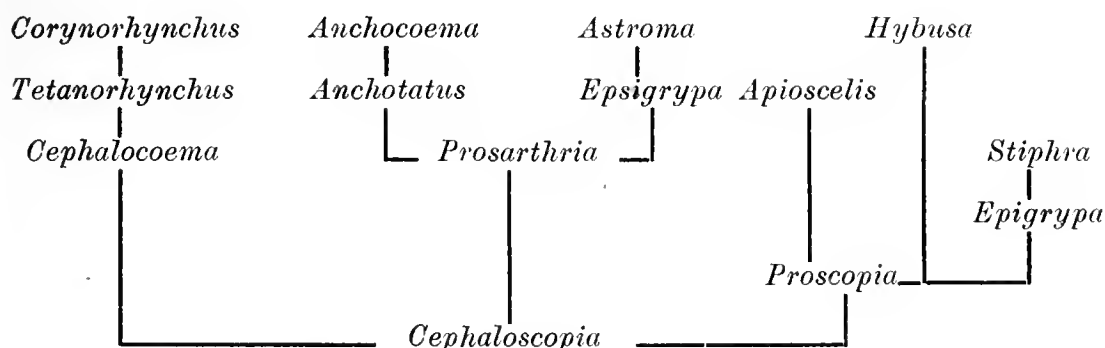 Corynorhynchus Anchocoema Astroma Hybusa
Tetanorhynchus Anchotatus Epsigrypa Apioscelis
Cephalocoema Prosarthria Stiphra
Epigrypa
Proscopia
Cephaloscopia